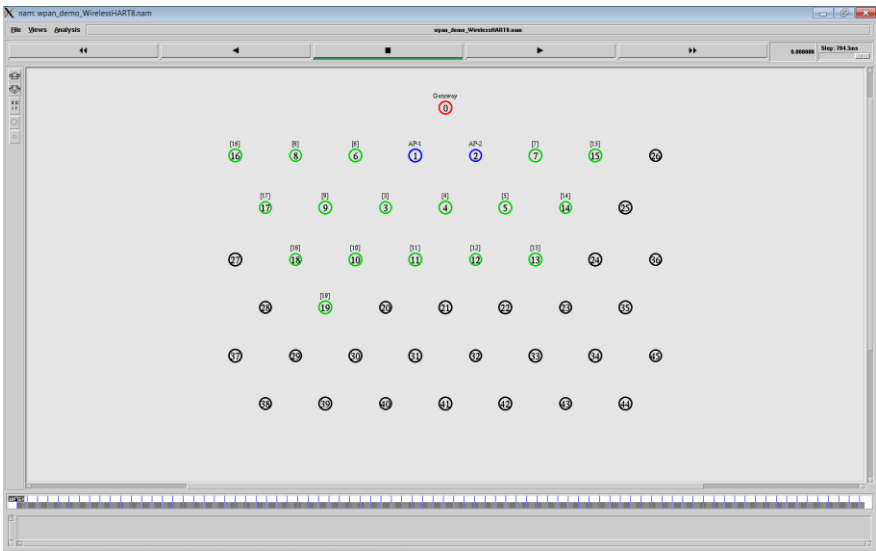 nam: wpan_demo_WirelessHART8.nam
File Views Analysis wpan_demo_WirelessHART8.nam
0.000000 Step: 794.3ms
Gateway
0
[16] [8] [6] AP-1 AP-2 [7] [15]
16 8 6 1 2 7 15 26
[17] [9] [3] [4] [5] [14]
17 9 3 4 5 14 25
[18] [10] [11] [12] [13]
27 18 10 11 12 13 24 36
[19]
28 19 20 21 22 23 35
37 29 30 31 32 33 34 45
38 39 40 41 42 43 44